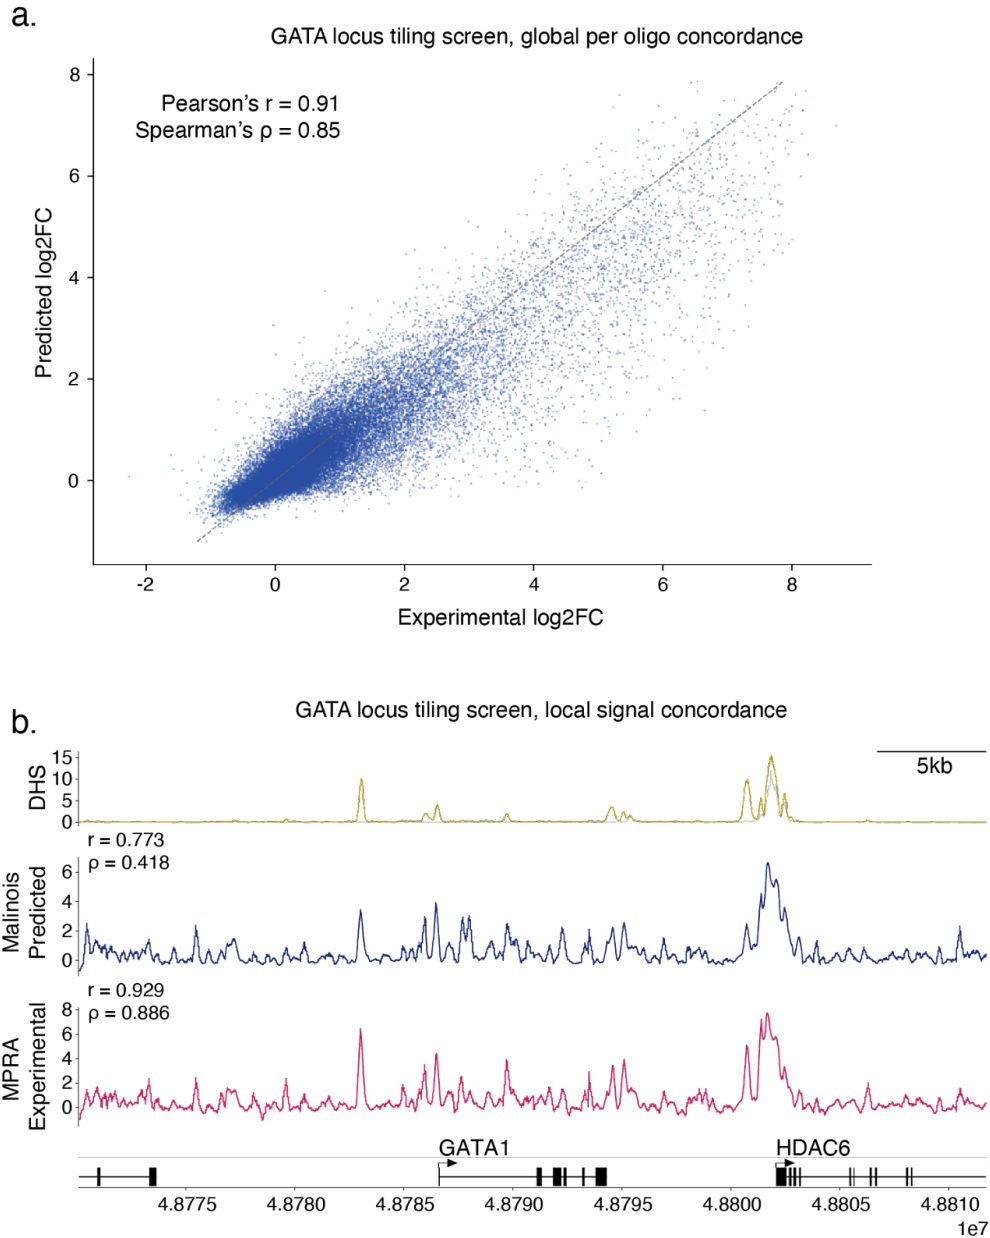 a.
GATA locus tiling screen, global per oligo concordance
Pearson's r = 0.91
Spearman's ρ = 0.85
8
6
4
2
0
Predicted log2FC
-2 0 2 4 6 8
Experimental log2FC
b.
GATA locus tiling screen, local signal concordance
DHS
15
10
5
0
5kb
r = 0.773
ρ = 0.418
Malinois
Predicted
6
4
2
0
r = 0.929
ρ = 0.886
MPRA
Experimental
8
6
4
2
0
GATA1 HDAC6
4.8775 4.8780 4.8785 4.8790 4.8795 4.8800 4.8805 4.8810
1e7